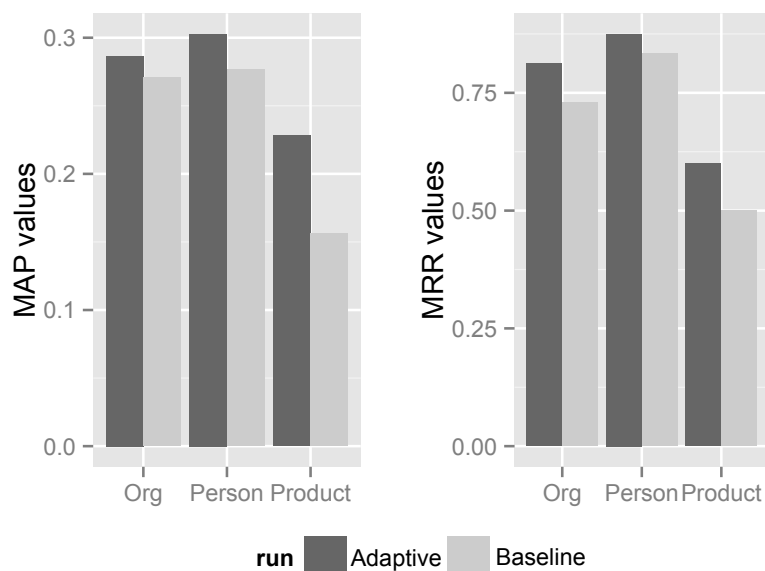 MAP values
0.3
0.2
0.1
0.0
Org Person Product
MRR values
0.75
0.50
0.25
0.00
Org Person Product
run Adaptive Baseline